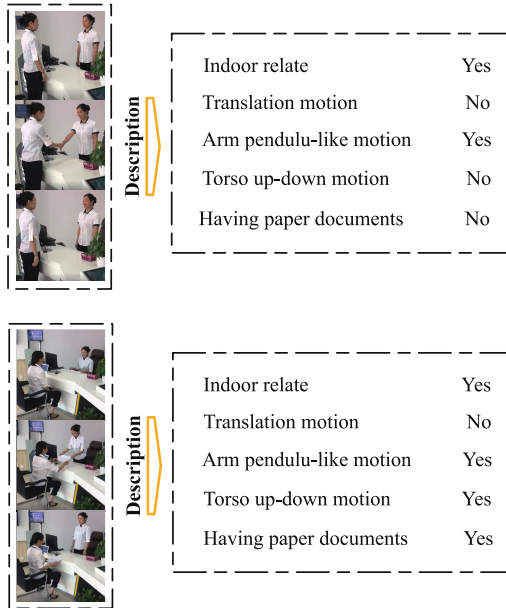 Description
Indoor relate Yes
Translation motion No
Arm pendulu-like motion Yes
Torso up-down motion No
Having paper documents No
Description
Indoor relate Yes
Translation motion No
Arm pendulu-like motion Yes
Torso up-down motion Yes
Having paper documents Yes